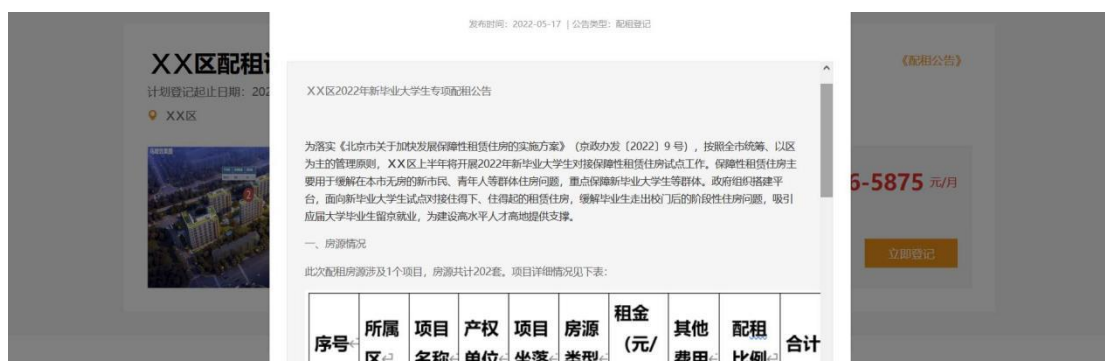 发布时间：2022-05-17 | 公告类型：配租登记
XX区配租
《配租公告》
计划登记起止日期：202
XX区
XX区2022年新毕业大学生专项配租公告
为落实《北京市关于加快发展保障性租赁住房的实施方案》（京政办发〔2022〕9 号），按照全市统筹、以区
为主的管理原则，XX区上半年将开展2022年新毕业大学生对接保障性租赁住房试点工作。保障性租赁住房主
要用于缓解在本市无房的新市民、青年人等群体住房问题，重点保障新毕业大学生等群体。政府组织搭建平
台，面向新毕业大学生试点对接住得下、住得起的租赁住房，缓解毕业生走出校门后的阶段性住房问题，吸引
应届大学毕业生留京就业，为建设高水平人才高地提供支撑。
6-5875 元/月
立即登记
一、房源情况
此次配租房源涉及1个项目，房源共计202套。项目详细情况见下表：
序号 所属区 项目名称 产权单位 项目坐落 房源类型 租金（元/ 其他费用 配租比例 合计